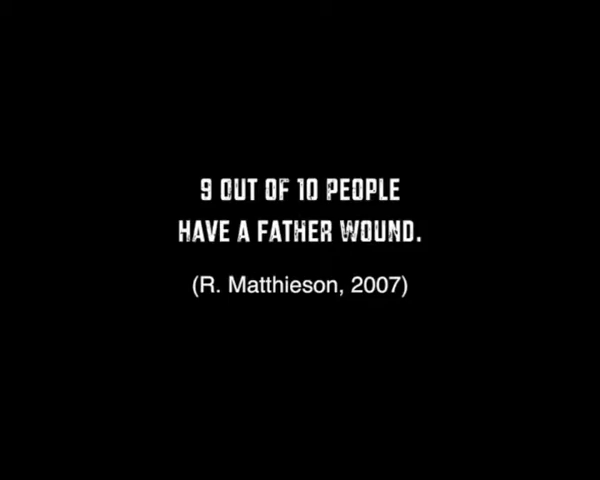 9 OUT OF 10 PEOPLE
HAVE A FATHER WOUND.
(R. Matthieson, 2007)